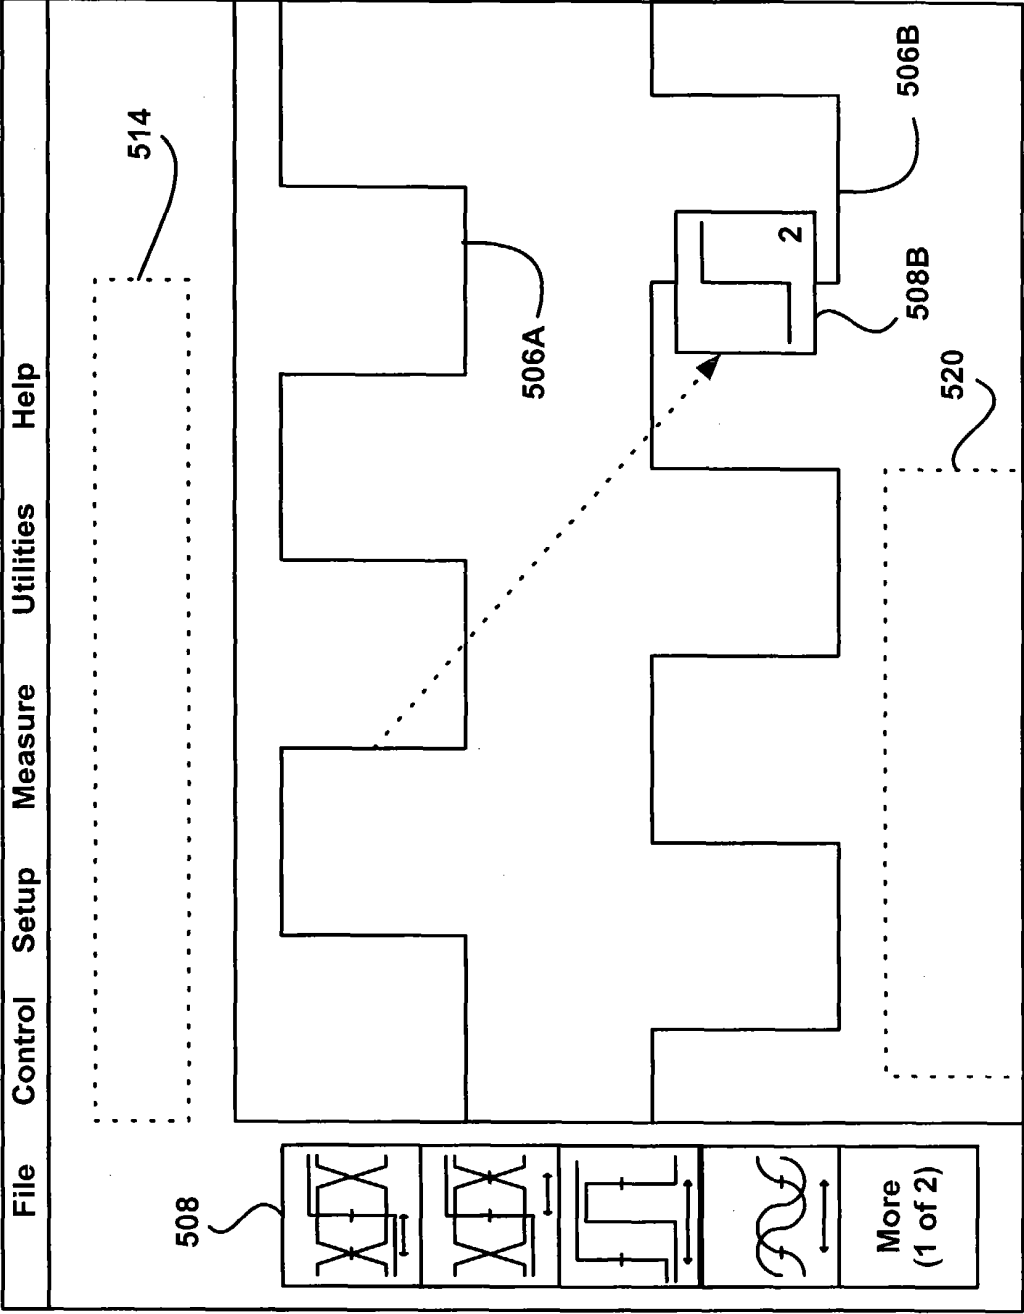 File Control Setup Measure Utilities Help
514
508
506A
2
506B
508B
520
More
(1 of 2)